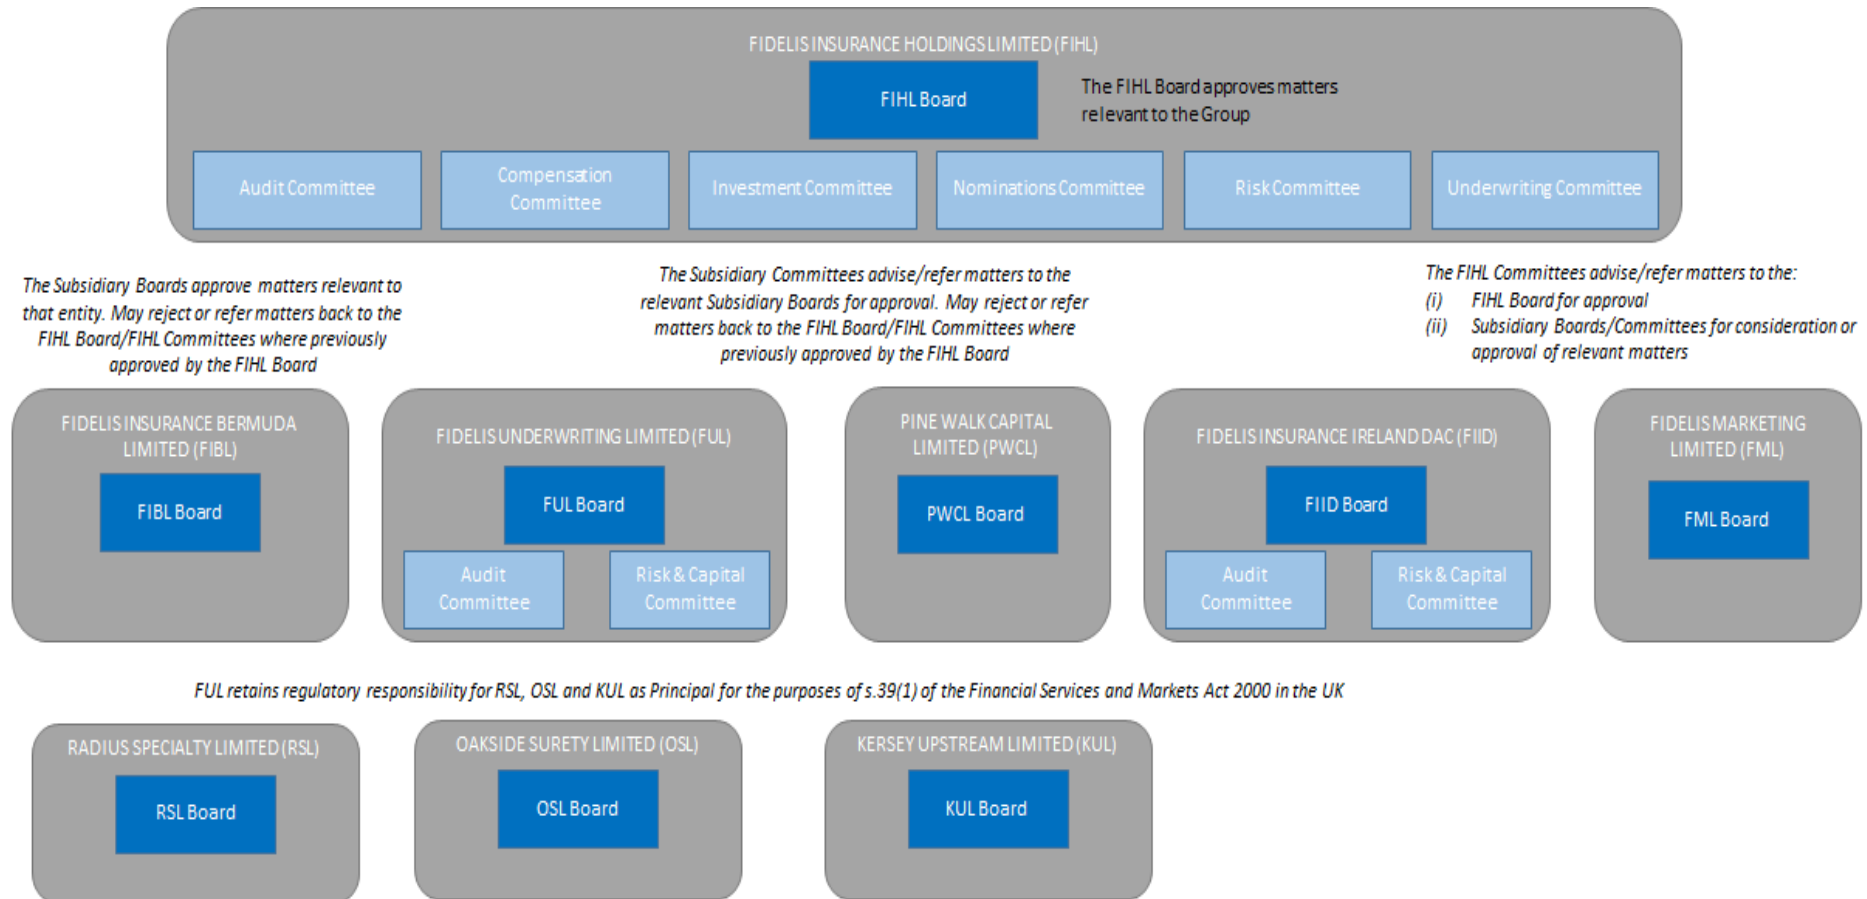 FIDELIS INSURANCE HOLDINGS LIMITED (FIHL)
FIHL Board
The FIHL Board approves matters
relevant to the Group
Audit Committee
Compensation
Committee
Investment Committee
Nominations Committee
Risk Committee
Underwriting Committee
The Subsidiary Boards approve matters relevant to
that entity. May reject or refer matters back to the
FIHL Board/FIHL Committees where previously
approved by the FIHL Board
The Subsidiary Committees advise/refer matters to the
relevant Subsidiary Boards for approval. May reject or refer
matters back to the FIHL Board/FIHL Committees where
previously approved by the FIHL Board
The FIHL Committees advise/refer matters to the:
(i) FIHL Board for approval
(ii) Subsidiary Boards/Committees for consideration or
approval of relevant matters
FIDELIS INSURANCE BERMUDA
LIMITED (FIBL)
FIBL Board
FIDELIS UNDERWRITING LIMITED (FUL)
FUL Board
Audit
Committee
Risk & Capital
Committee
PINE WALK CAPITAL
LIMITED (PWCL)
PWCL Board
FIDELIS INSURANCE IRELAND DAC (FIID)
FIID Board
Audit
Committee
Risk & Capital
Committee
FIDELIS MARKETING
LIMITED (FML)
FML Board
FUL retains regulatory responsibility for RSL, OSL and KUL as Principal for the purposes of s.39(1) of the Financial Services and Markets Act 2000 in the UK
RADIUS SPECIALTY LIMITED (RSL)
RSL Board
OAKSIDE SURETY LIMITED (OSL)
OSL Board
KERSEY UPSTREAM LIMITED (KUL)
KUL Board